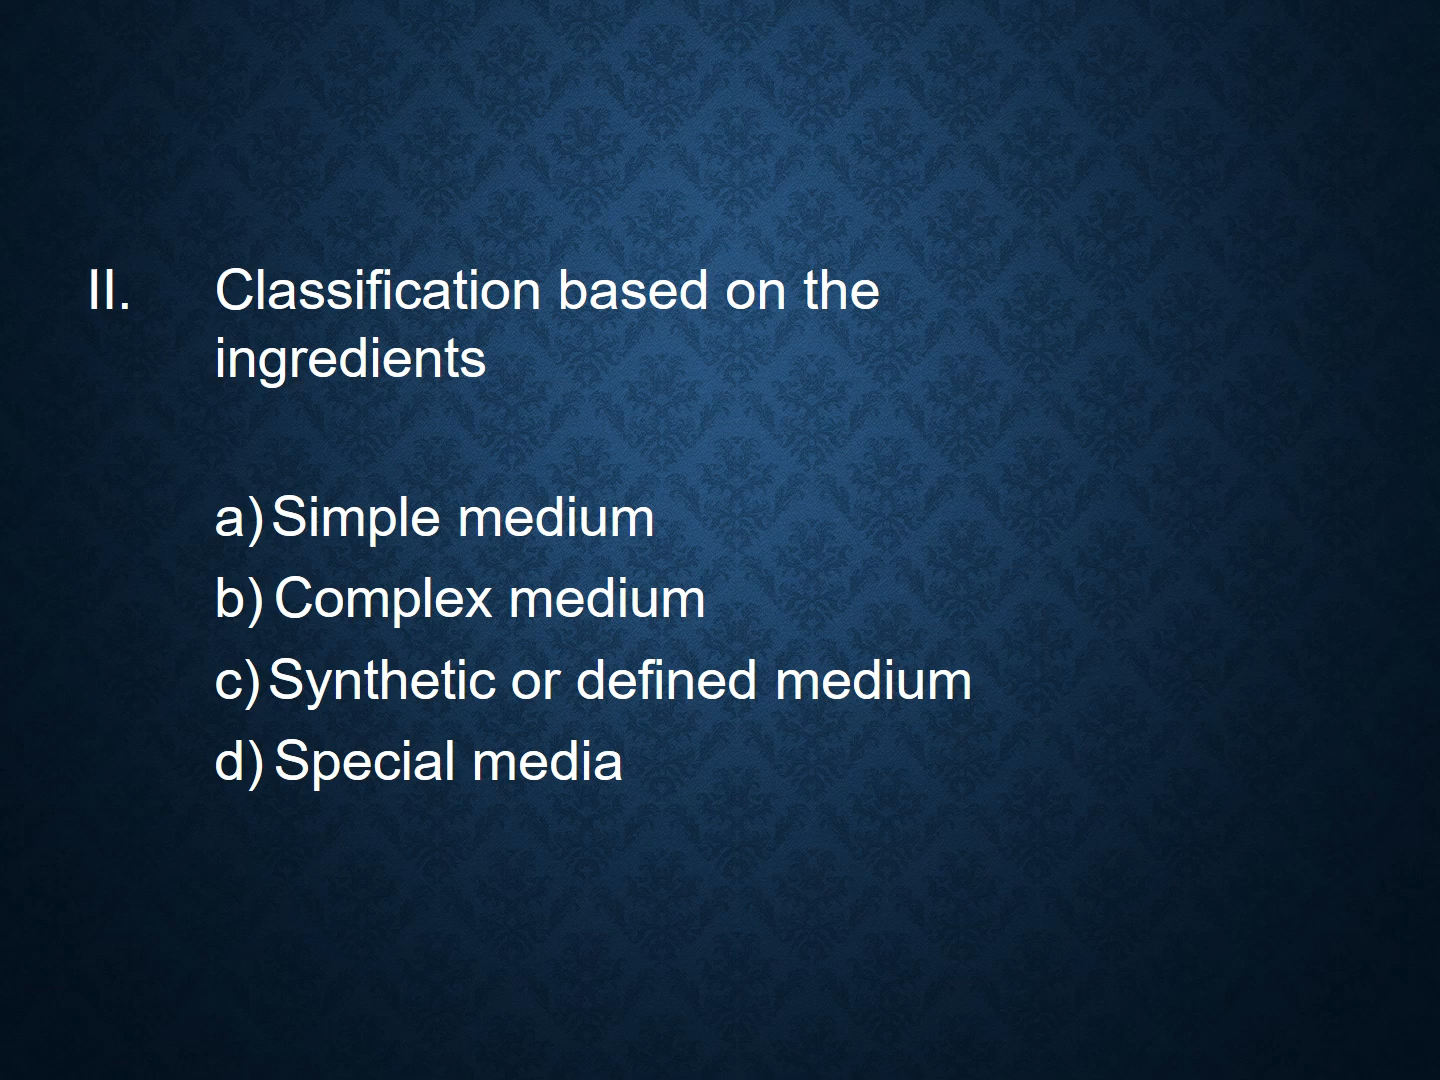 II. Classification based on the
ingredients
a) Simple medium
b) Complex medium
c) Synthetic or defined medium
d) Special media